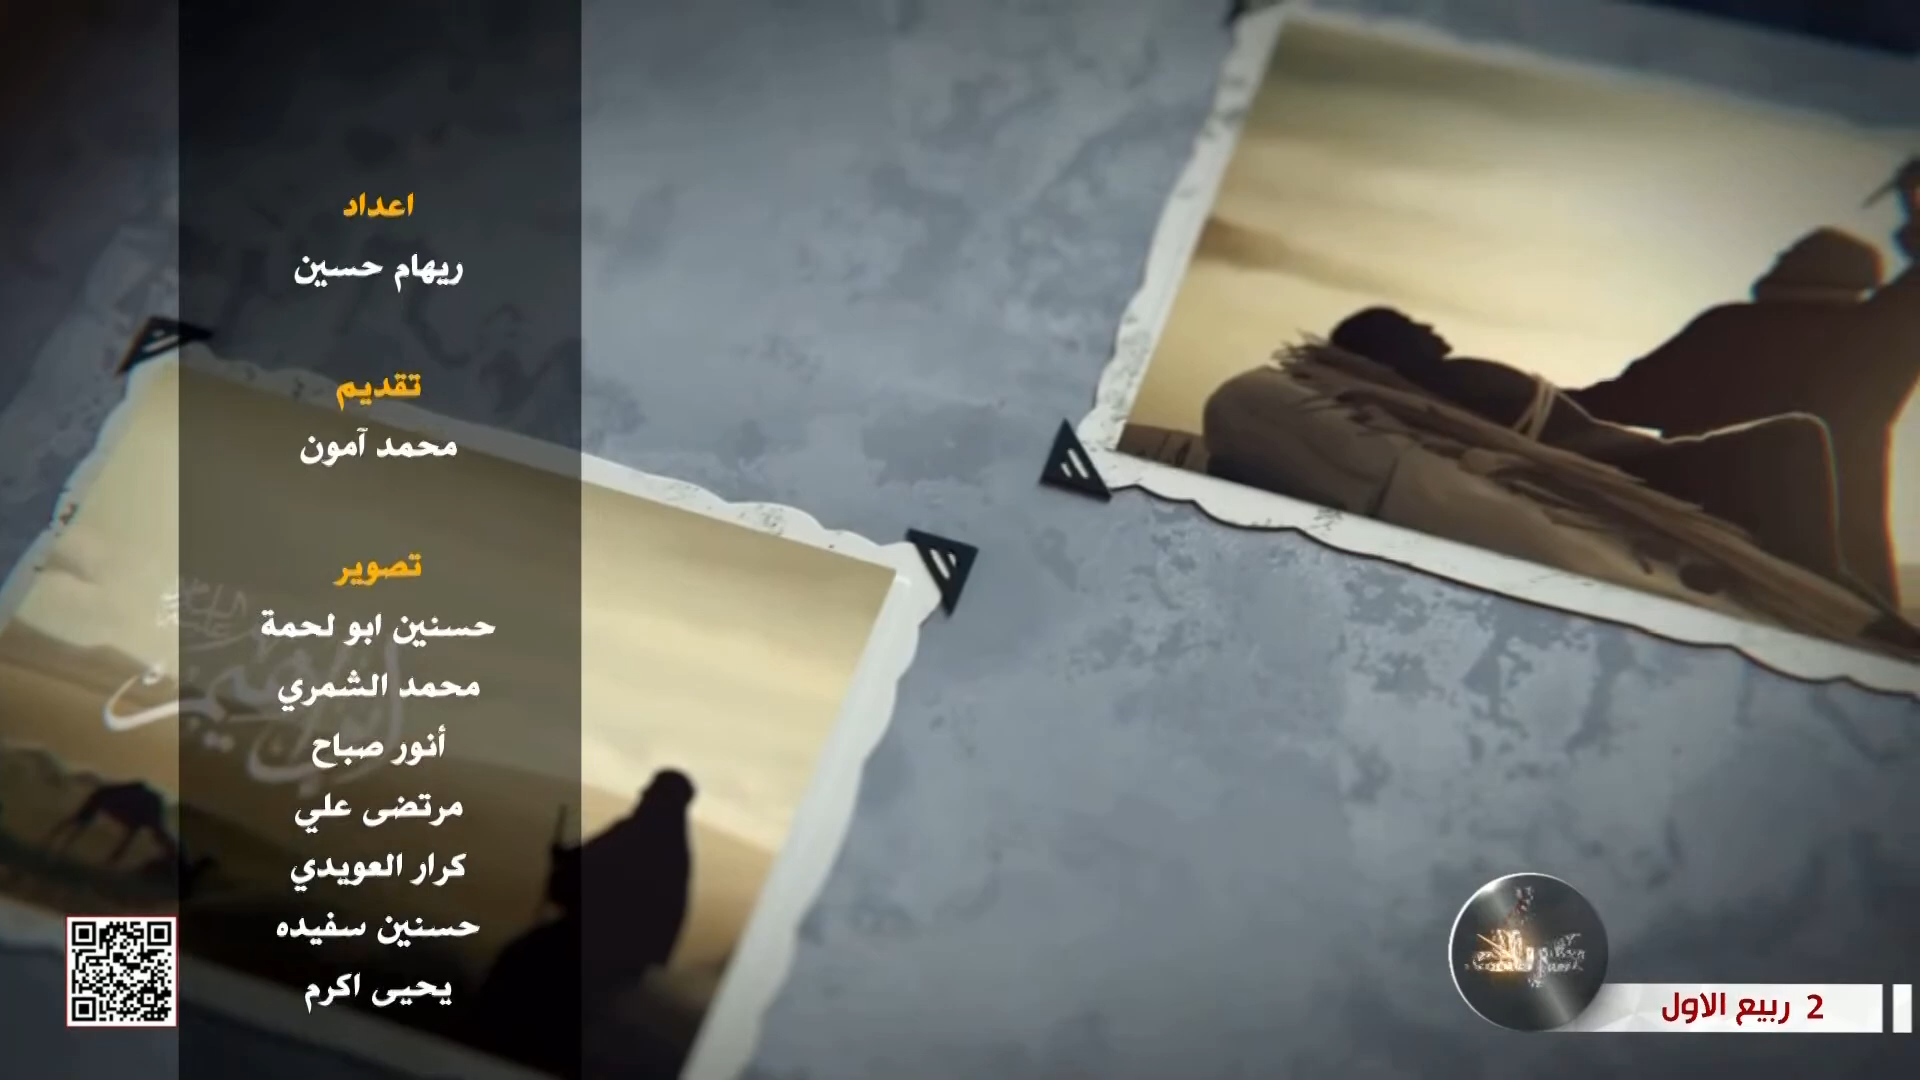 اعداد
ريهام حسين
تقديم
محمد آمون
تصوير
حسنين ابو لحمة
محمد الشمري
أنور صباح
مرتضى علي
كرار العويدي
حسنين سفيده
يحيى اكرم
2 ربيع الاول